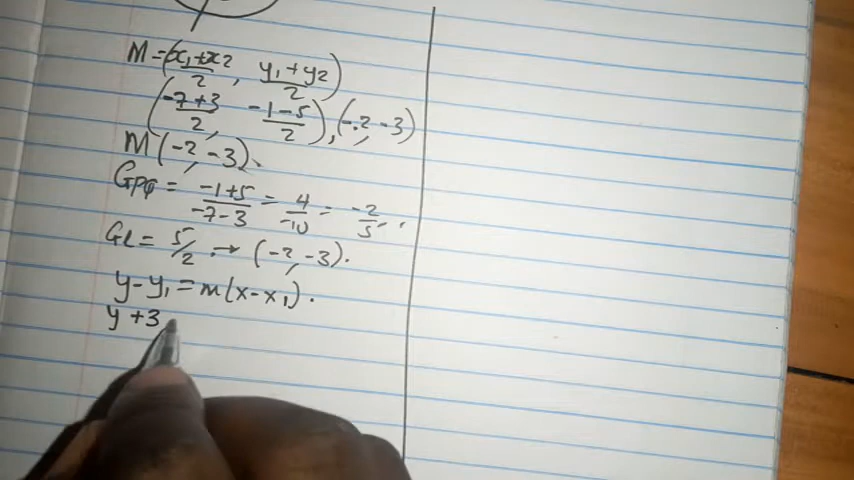 M = (x₁+x₂/2, y₁+y₂/2)
(-7+3/2, -1-5/2), (-2, -3)
M(-2, -3).
GPQ = -1+5/-7-3 = 4/-10 = -2/5.
GL = 5/2 → (-2, -3).
y-y₁ = m(x-x₁).
y+3